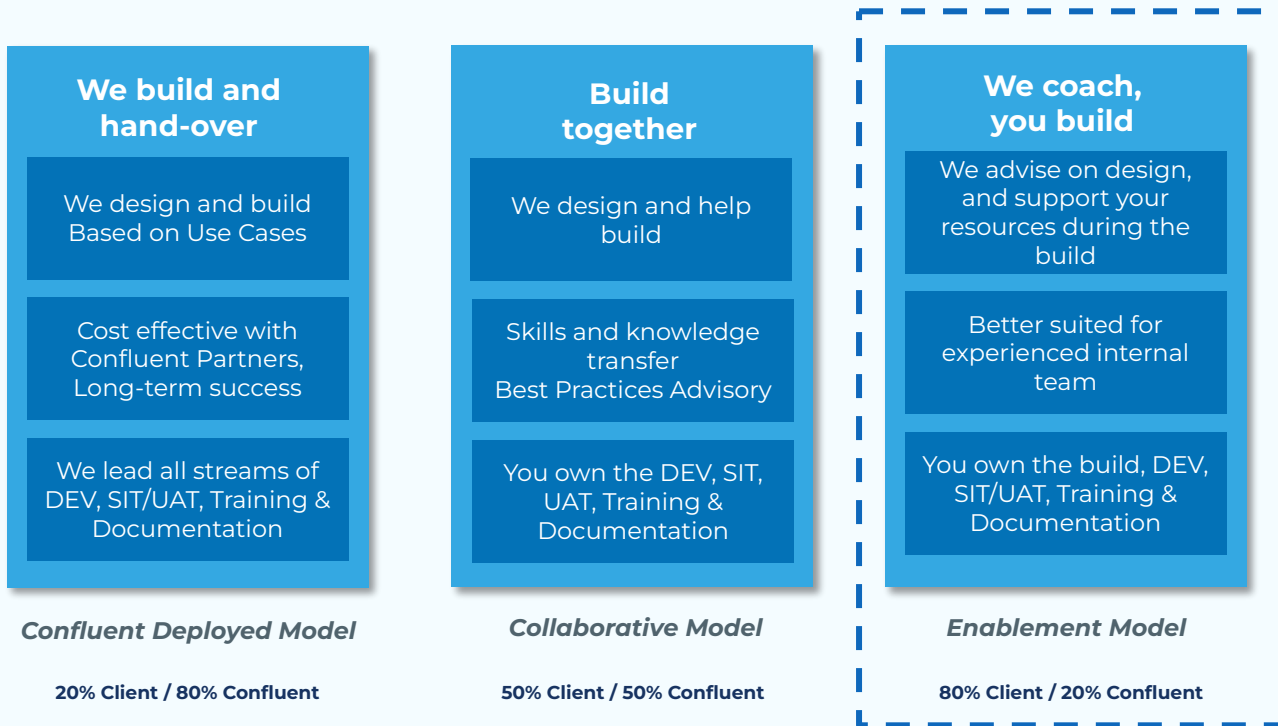 We build and
hand-over
We design and build
Based on Use Cases
Cost effective with
Confluent Partners,
Long-term success
We lead all streams of
DEV, SIT/UAT, Training &
Documentation
Confluent Deployed Model
20% Client / 80% Confluent
Build
together
We design and help
build
Skills and knowledge
transfer
Best Practices Advisory
You own the DEV, SIT,
UAT, Training &
Documentation
Collaborative Model
50% Client / 50% Confluent
We coach,
you build
We advise on design,
and support your
resources during the
build
Better suited for
experienced internal
team
You own the build, DEV,
SIT/UAT, Training &
Documentation
Enablement Model
80% Client / 20% Confluent